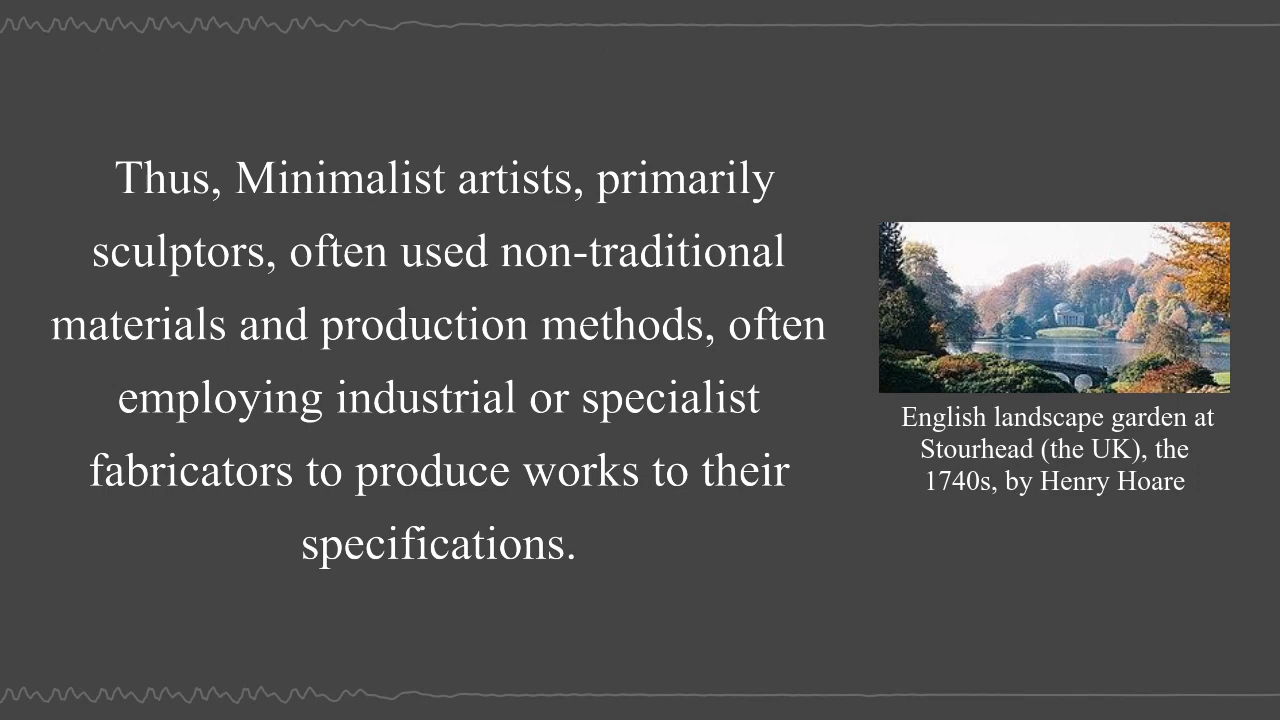 Thus, Minimalist artists, primarily
sculptors, often used non-traditional
materials and production methods, often
employing industrial or specialist
fabricators to produce works to their
specifications.
English landscape garden at
Stourhead (the UK), the
1740s, by Henry Hoare